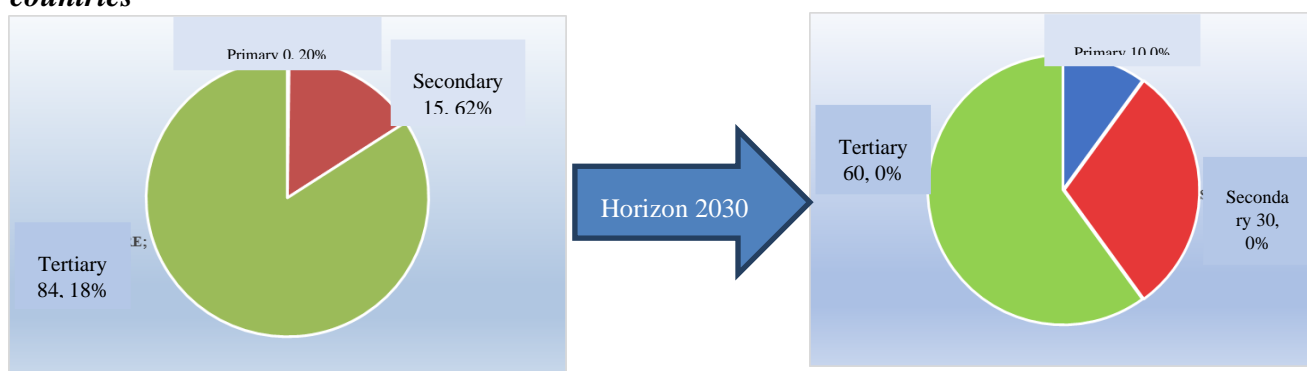 countries
Primary 0, 20%
Secondary
15, 62%
Tertiary
84, 18%
RE;
Horizon 2030
Primary 10,0%
Tertiary
60, 0%
Seconda
ry 30,
0%